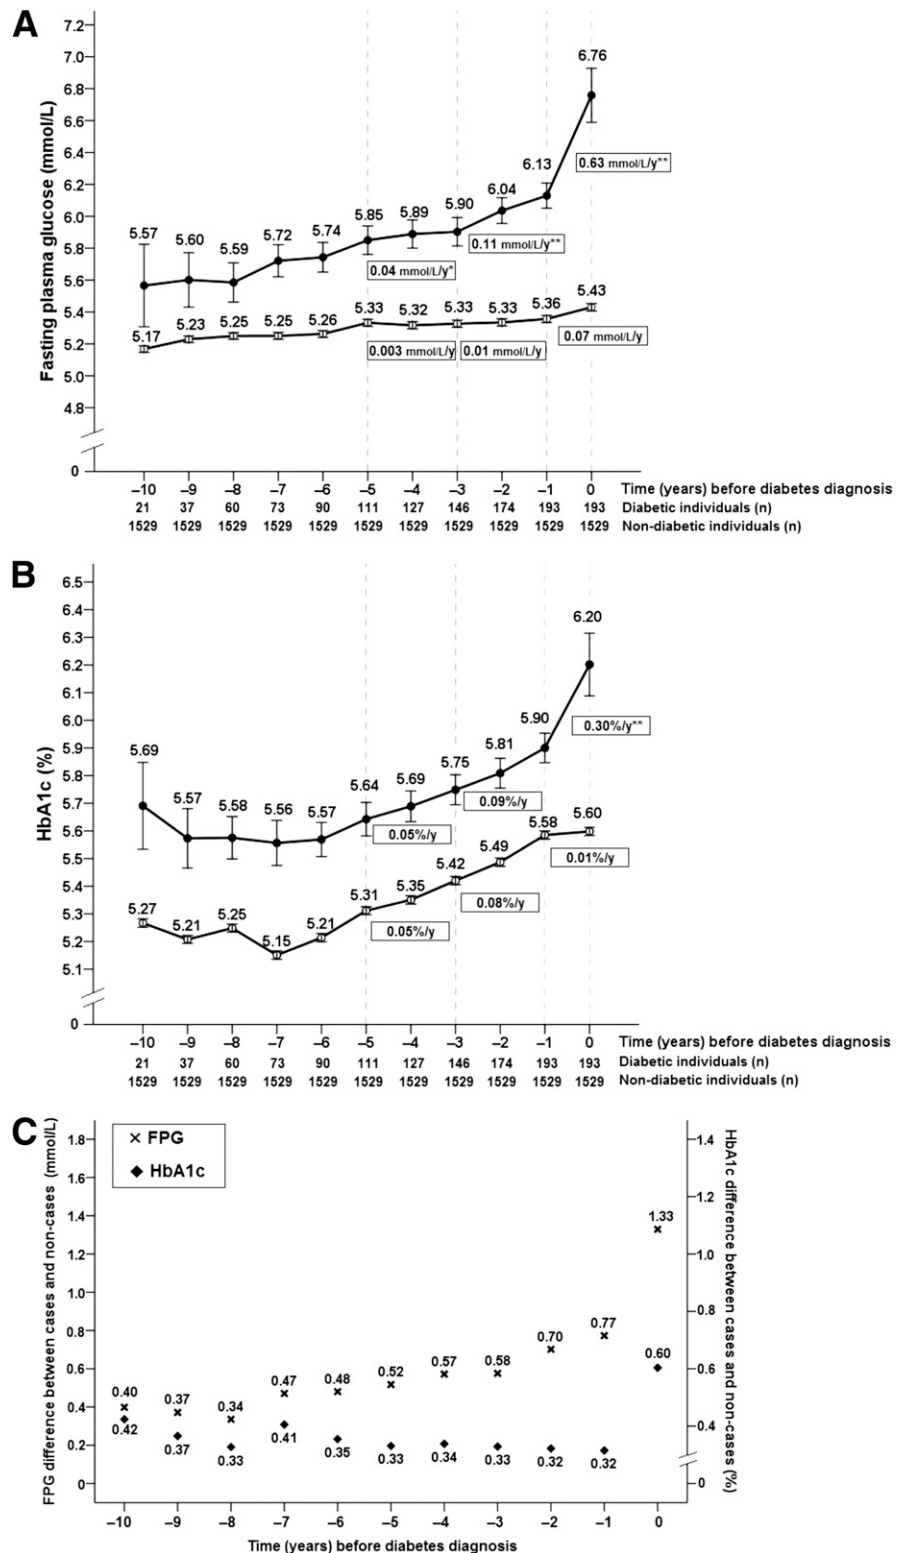 A
Fasting plasma glucose (mmol/L)
7.2
7.0
6.8
6.6
6.4
6.2
6.0
5.8
5.6
5.4
5.2
5.0
4.8
0
5.57 5.60 5.59 5.72 5.74 5.85 5.89 5.90 6.04 6.13 6.76
0.04 mmol/L/y* 0.11 mmol/L/y** 0.63 mmol/L/y**
5.17 5.23 5.25 5.25 5.26 5.33 5.32 5.33 5.33 5.36 5.43
0.003 mmol/L/y 0.01 mmol/L/y 0.07 mmol/L/y
–10 –9 –8 –7 –6 –5 –4 –3 –2 –1 0 Time (years) before diabetes diagnosis
21 37 60 73 90 111 127 146 174 193 193 Diabetic individuals (n)
1529 1529 1529 1529 1529 1529 1529 1529 1529 1529 1529 Non-diabetic individuals (n)
B
HbA1c (%)
6.5
6.4
6.3
6.2
6.1
6.0
5.9
5.8
5.7
5.6
5.5
5.4
5.3
5.2
5.1
0
5.69 5.57 5.58 5.56 5.57 5.64 5.69 5.75 5.81 5.90 6.20
0.05%/y 0.09%/y 0.30%/y**
5.27 5.21 5.25 5.15 5.21 5.31 5.35 5.42 5.49 5.58 5.60
0.05%/y 0.08%/y 0.01%/y
–10 –9 –8 –7 –6 –5 –4 –3 –2 –1 0 Time (years) before diabetes diagnosis
21 37 60 73 90 111 127 146 174 193 193 Diabetic individuals (n)
1529 1529 1529 1529 1529 1529 1529 1529 1529 1529 1529 Non-diabetic individuals (n)
C
FPG difference between cases and non-cases (mmol/L)
1.8
1.6
1.4
1.2
1.0
0.8
0.6
0.4
0.2
0
FPG
HbA1c
0.40 0.37 0.34 0.47 0.48 0.52 0.57 0.58 0.70 0.77 1.33
0.42 0.37 0.33 0.41 0.35 0.33 0.34 0.33 0.32 0.32 0.60
1.4
1.2
1.0
0.8
0.6
0.4
0
HbA1c difference between cases and non-cases (%)
–10 –9 –8 –7 –6 –5 –4 –3 –2 –1 0
Time (years) before diabetes diagnosis